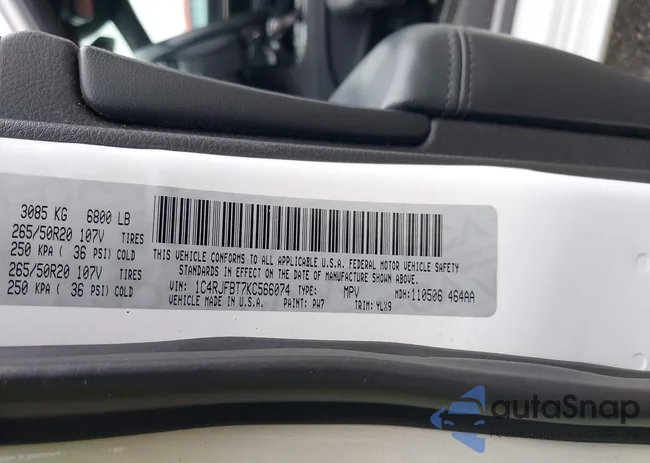 3085 KG 6800 LB
265/50R20 107V TIRES
250 KPA ( 36 PSI) COLD
265/50R20 107V TIRES
250 KPA ( 36 PSI) COLD
THIS VEHICLE CONFORMS TO ALL APPLICABLE U.S.A. FEDERAL MOTOR VEHICLE SAFETY
STANDARDS IN EFFECT ON THE DATE OF MANUFACTURE SHOWN ABOVE.
VIN: 1C4RJFBT7KC566074 TYPE: MPV MDH:110506 464AA
VEHICLE MADE IN U.S.A. PAINT: PW7 TRIM: YLX9
autaSnap